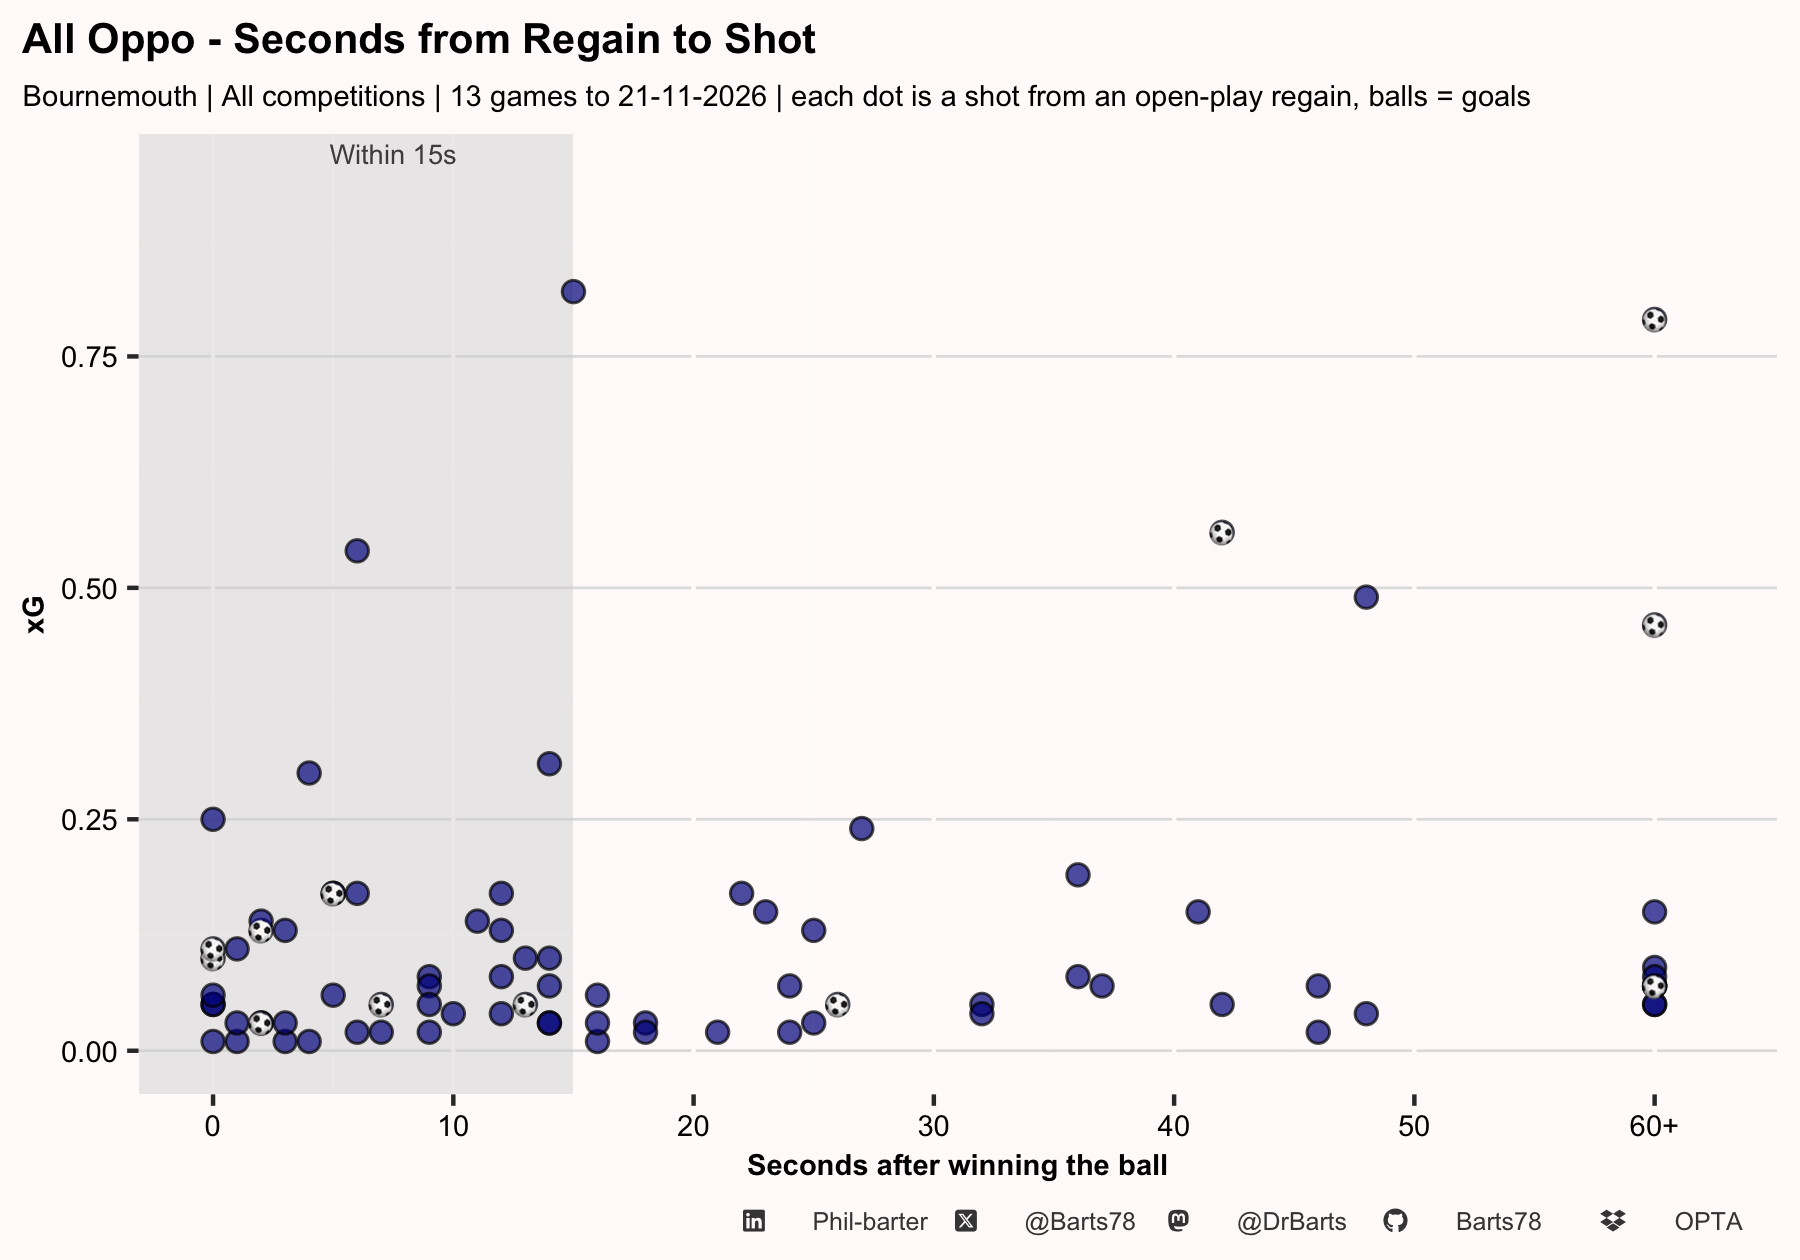 All Oppo - Seconds from Regain to Shot
Bournemouth | All competitions | 13 games to 21-11-2026 | each dot is a shot from an open-play regain, balls = goals
Within 15s
0.75
0.50
0.25
0.00
xG
0 10 20 30 40 50 60+
Seconds after winning the ball
Phil-barter @Barts78 @DrBarts Barts78 OPTA